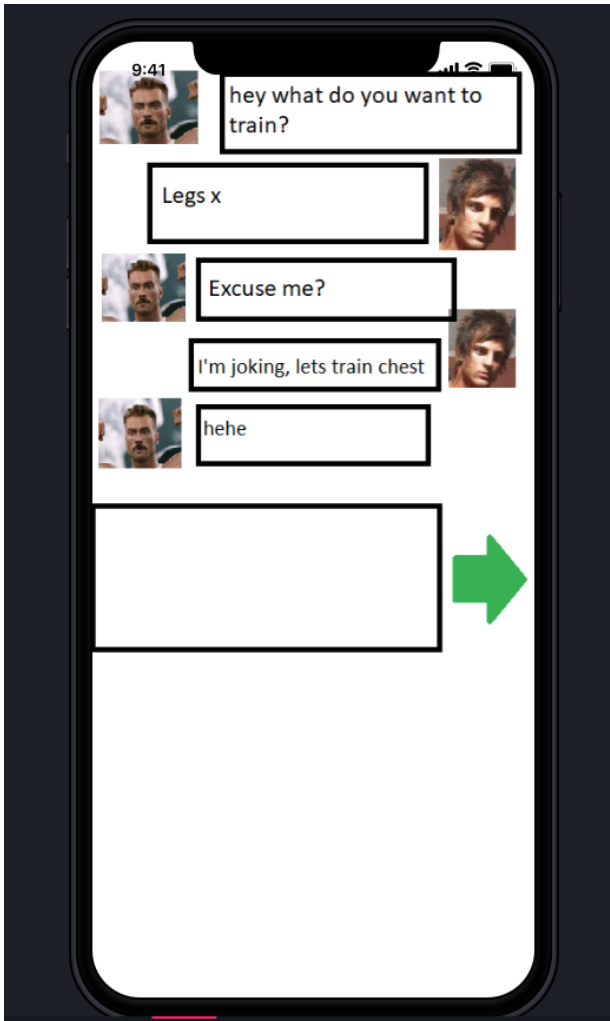 9:41
hey what do you want to
train?
Legs x
Excuse me?
I'm joking, lets train chest
hehe